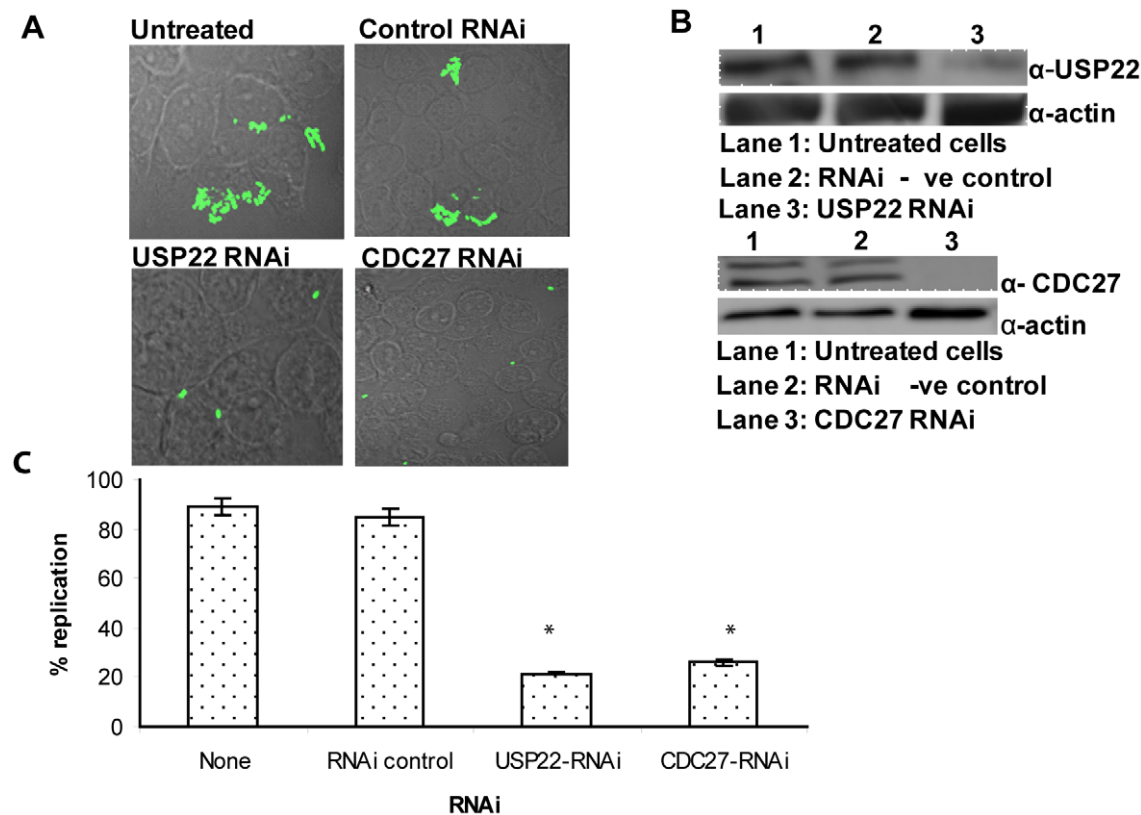 A
Untreated
Control RNAi
USP22 RNAi
CDC27 RNAi
B
1 2 3
α-USP22
α-actin
Lane 1: Untreated cells
Lane 2: RNAi - ve control
Lane 3: USP22 RNAi
1 2 3
α- CDC27
α-actin
Lane 1: Untreated cells
Lane 2: RNAi -ve control
Lane 3: CDC27 RNAi
C
% replication
100
80
60
40
20
0
* *
None RNAi control USP22-RNAi CDC27-RNAi
RNAi